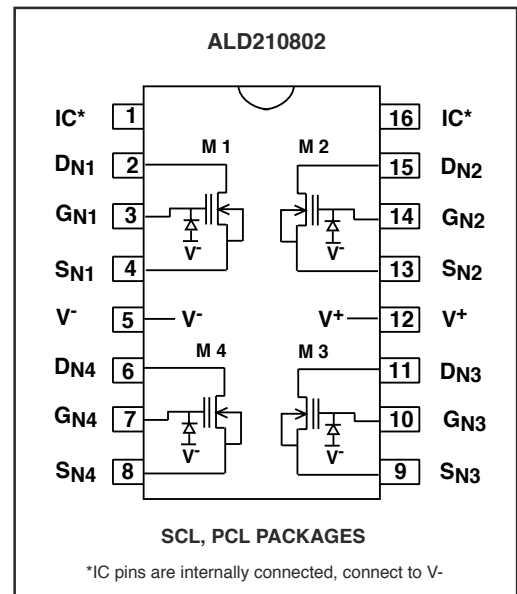 ALD210802
IC* 1 16 IC*
M 1 M 2
DN1 2 15 DN2
GN1 3 14 GN2
V- V-
SN1 4 13 SN2
V- 5 V- V+ 12 V+
M 4 M 3
DN4 6 11 DN3
GN4 7 10 GN3
V- V-
SN4 8 9 SN3
SCL, PCL PACKAGES
*IC pins are internally connected, connect to V-